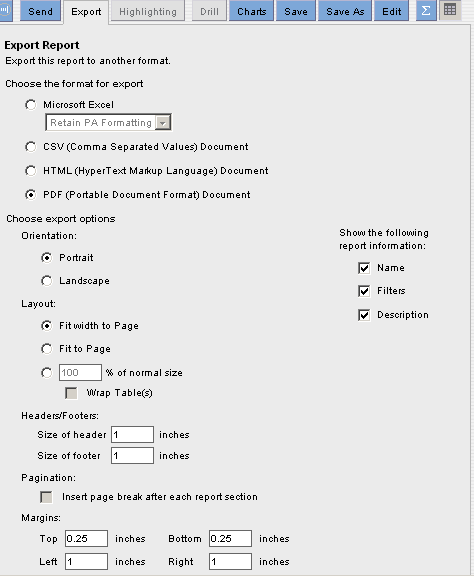 Send Export Highlighting Drill Charts Save Save As Edit Σ
Export Report
Export this report to another format.
Choose the format for export
Microsoft Excel
Retain PA Formatting
CSV (Comma Separated Values) Document
HTML (HyperText Markup Language) Document
PDF (Portable Document Format) Document
Choose export options
Orientation:
Portrait
Landscape
Layout:
Fit width to Page
Fit to Page
100 % of normal size
Wrap Table(s)
Show the following
report information:
Name
Filters
Description
Headers/Footers:
Size of header 1 inches
Size of footer 1 inches
Pagination:
Insert page break after each report section
Margins:
Top 0.25 inches Bottom 0.25 inches
Left 1 inches Right 1 inches